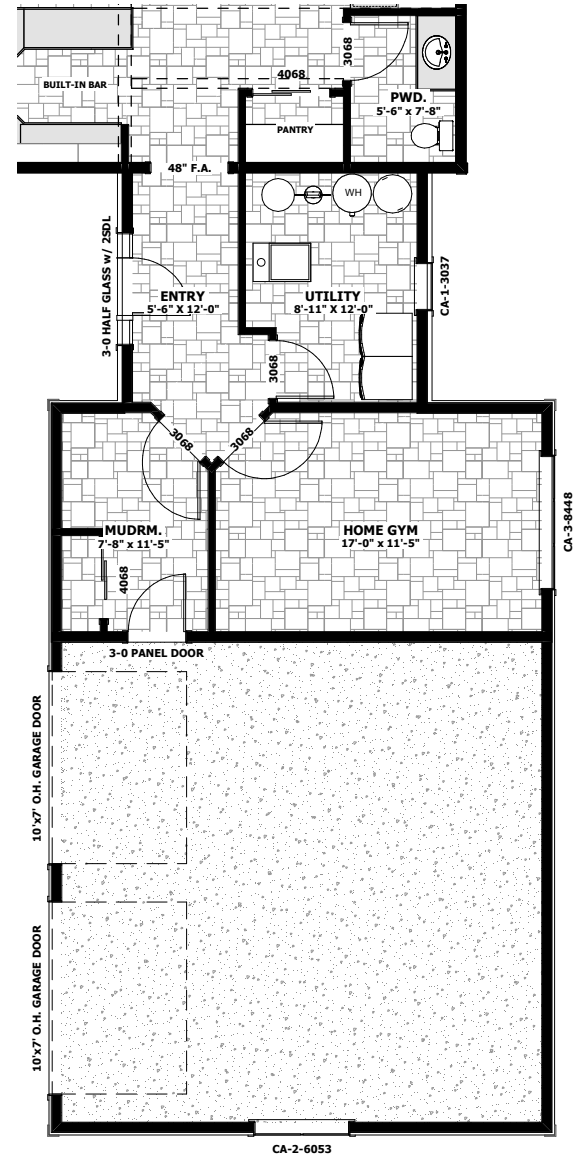 3068
4068
BUILT-IN BAR
PWD.
5'-6" x 7'-8"
PANTRY
48" F.A.
WH
3-0 HALF GLASS w/ 2SDL
ENTRY
5'-6" X 12'-0"
UTILITY
8'-11" X 12'-0"
CA-1-3037
3068
3068
3068
MUDRM.
7'-8" x 11'-5"
HOME GYM
17'-0" x 11'-5"
CA-3-8448
4068
3-0 PANEL DOOR
10'x7' O.H. GARAGE DOOR
10'x7' O.H. GARAGE DOOR
CA-2-6053